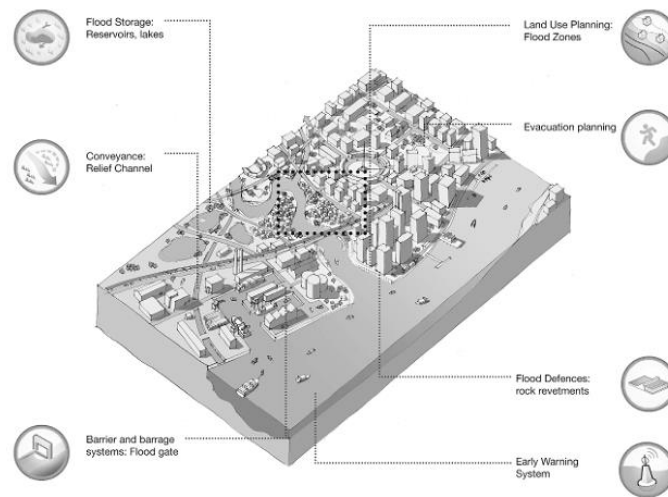 Flood Storage:
Reservoirs, lakes
Land Use Planning:
Flood Zones
Evacuation planning
Conveyance:
Relief Channel
Flood Defences:
rock revetments
Barrier and barrage
systems: Flood gate
Early Warning
System